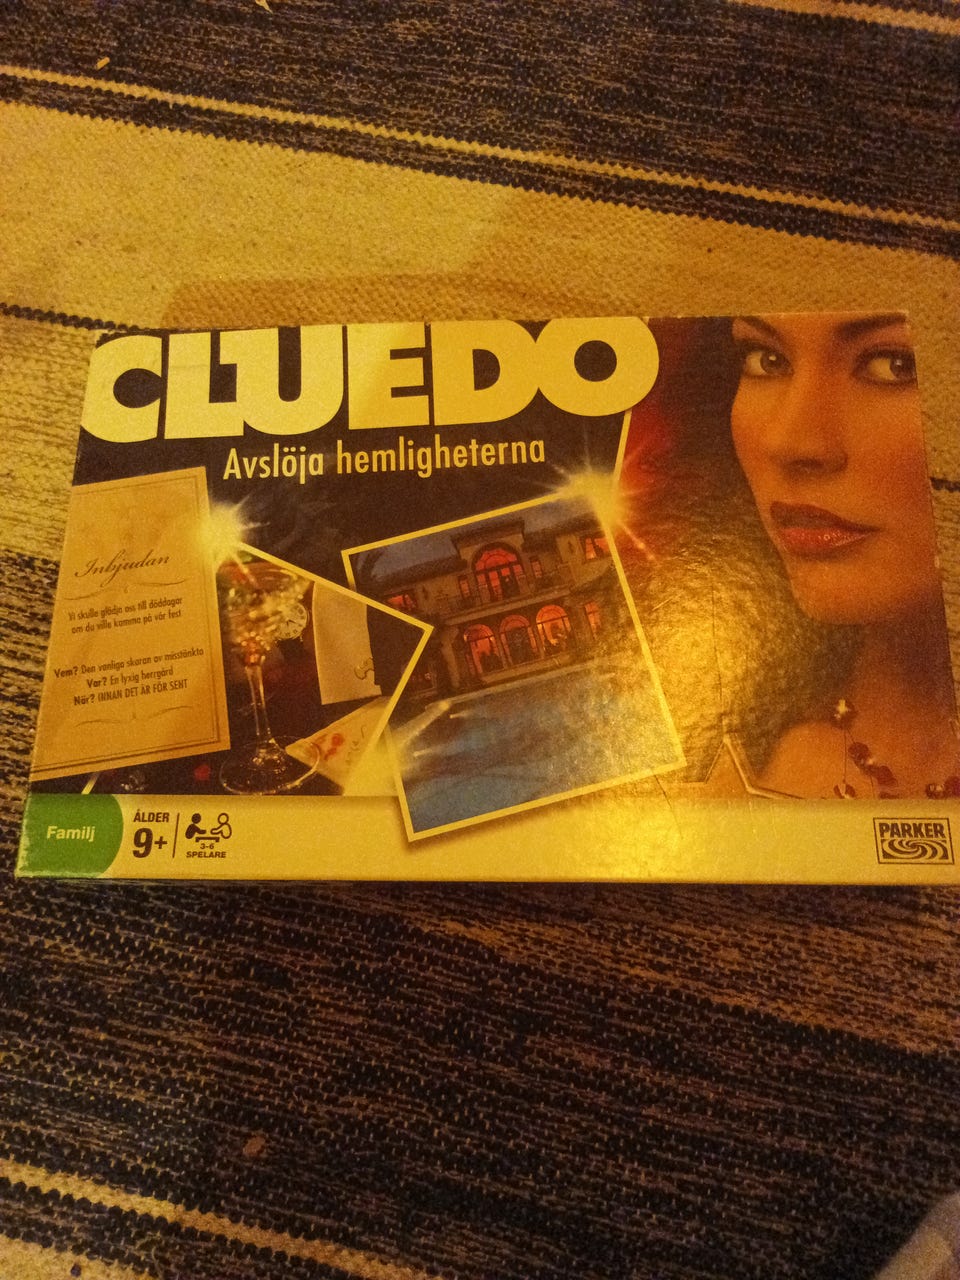 CLUEDO
Avslöja hemligheterna
Inbjudan
Vi skulle glädja oss till döddagar
om du ville komma på vår fest
Vem? Den vanliga skaran av misstänkta
Var? En lyxig herrgård
När? INNAN DET ÄR FÖR SENT
Familj
ÅLDER
9+
3-6
SPELARE
PARKER